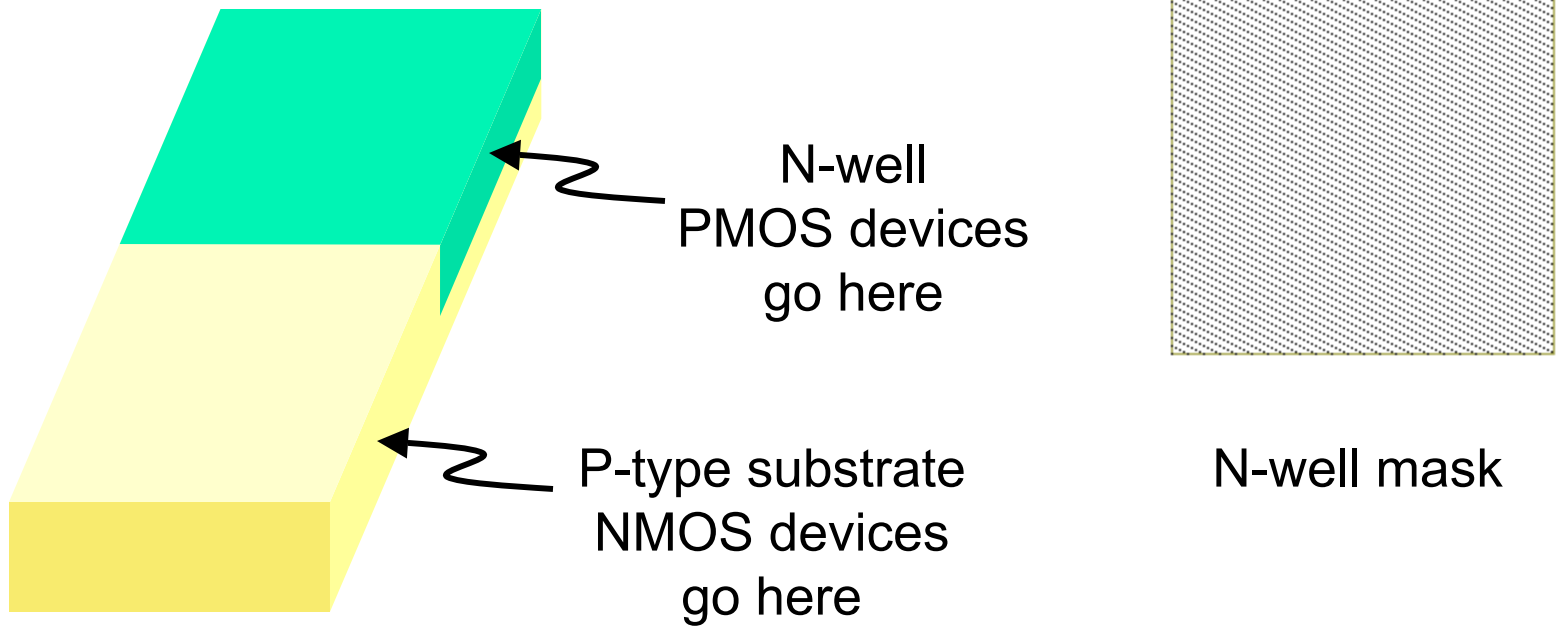 N-well
PMOS devices
go here
P-type substrate
NMOS devices
go here
N-well mask